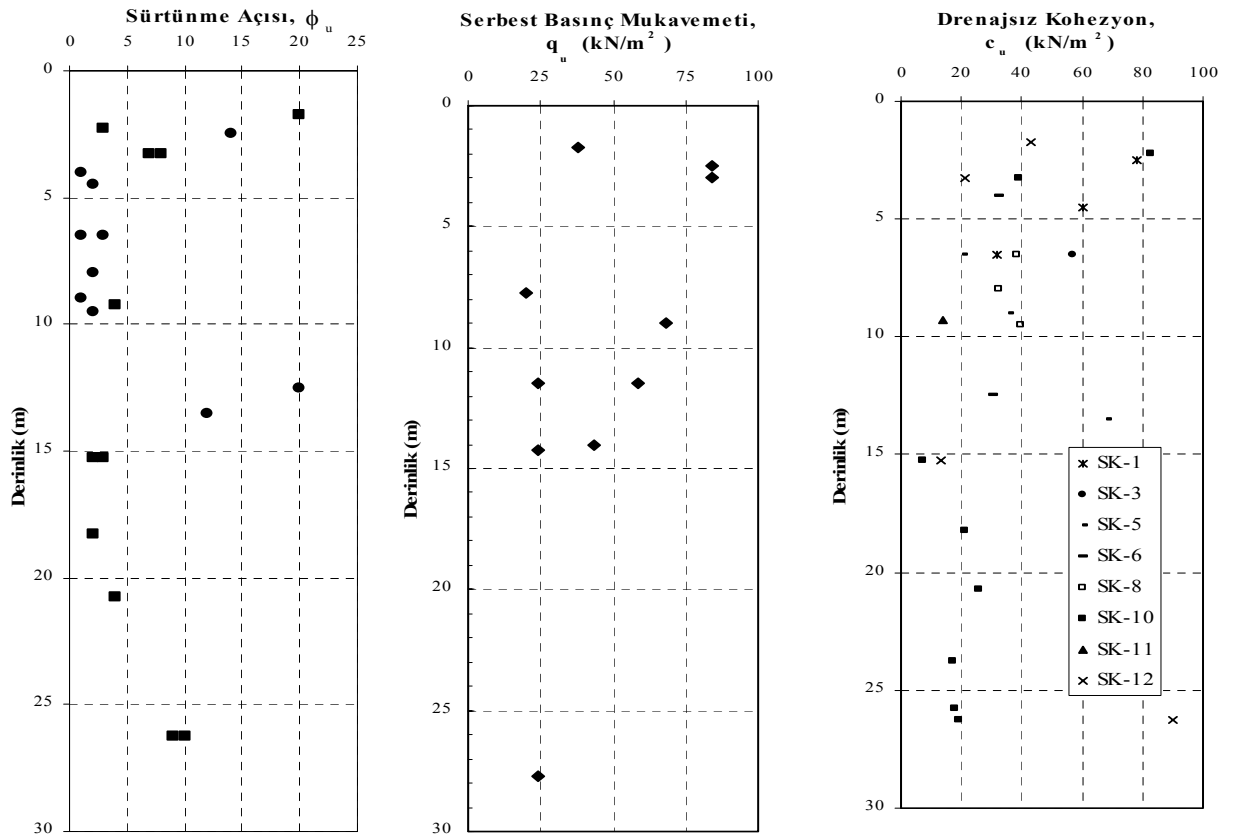 Sürtünme Açısı, ϕu
0 5 10 15 20 25
0
5
10
15
20
25
30
Derinlik (m)
Serbest Basınç Mukavemeti,
qu (kN/m²)
0 25 50 75 100
0
5
10
15
20
25
30
Derinlik (m)
Drenajsız Kohezyon,
cu (kN/m²)
0 20 40 60 80 100
0
5
10
15
20
25
30
Derinlik (m)
SK-1
SK-3
SK-5
SK-6
SK-8
SK-10
SK-11
SK-12